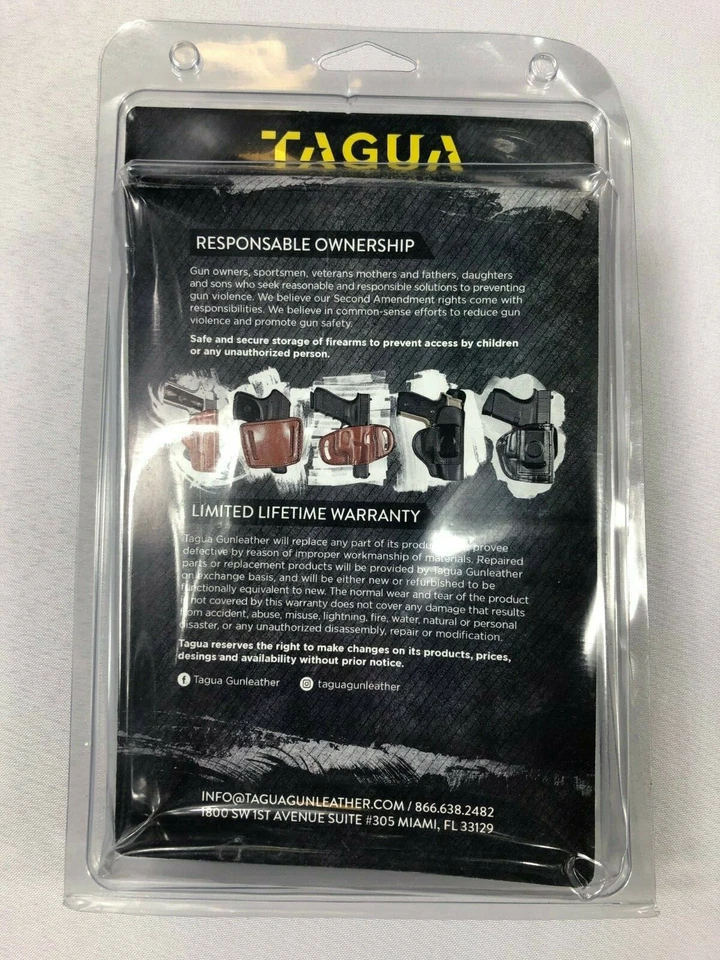 TAGUA
RESPONSABLE OWNERSHIP
Gun owners, sportsmen, veterans mothers and fathers, daughters
and sons who seek reasonable and responsible solutions to preventing
gun violence. We believe our Second Amendment rights come with
responsibilities. We believe in common-sense efforts to reduce gun
violence and promote gun safety.
Safe and secure storage of firearms to prevent access by children
or any unauthorized person.
LIMITED LIFETIME WARRANTY
Tagua Gunleather will replace any part of its provee
defective by reason of improper workmanship of materials. Repaired
parts or replacement products will be provided by Tagua Gunleather
on exchange basis, and will be either new or refurbished to be
functionally equivalent to new. The normal wear and tear of the product
is not covered by this warranty does not cover any damage that results
from accident, abuse, misuse, lightning, fire, water, natural or personal
disaster, or any unauthorized disassembly, repair or modification.
Tagua reserves the right to make changes on its products, prices,
desings and availability without prior notice.
Tagua Gunleather taguagunleather
INFO@TAGUAGUNLEATHER.COM / 866.638.2482
1800 SW 1ST AVENUE SUITE #305 MIAMI, FL 33129